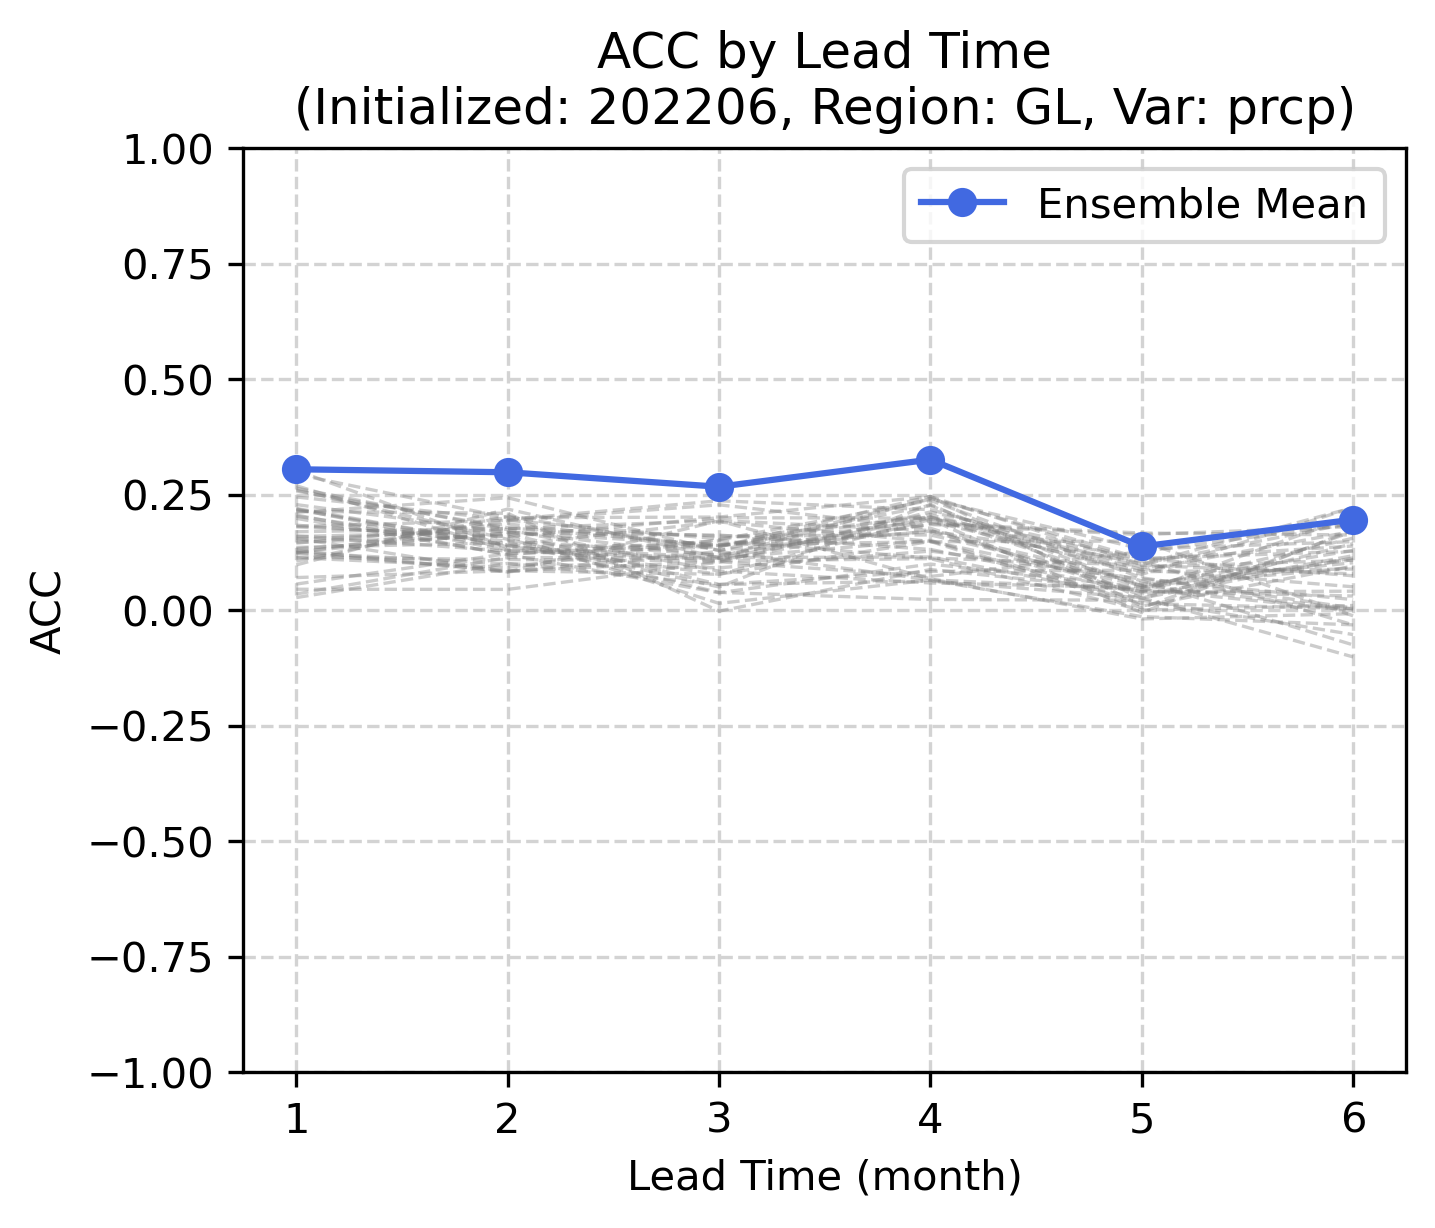 ACC by Lead Time
(Initialized: 202206, Region: GL, Var: prcp)
Ensemble Mean
1.00
0.75
0.50
0.25
0.00
−0.25
−0.50
−0.75
−1.00
ACC
1 2 3 4 5 6
Lead Time (month)